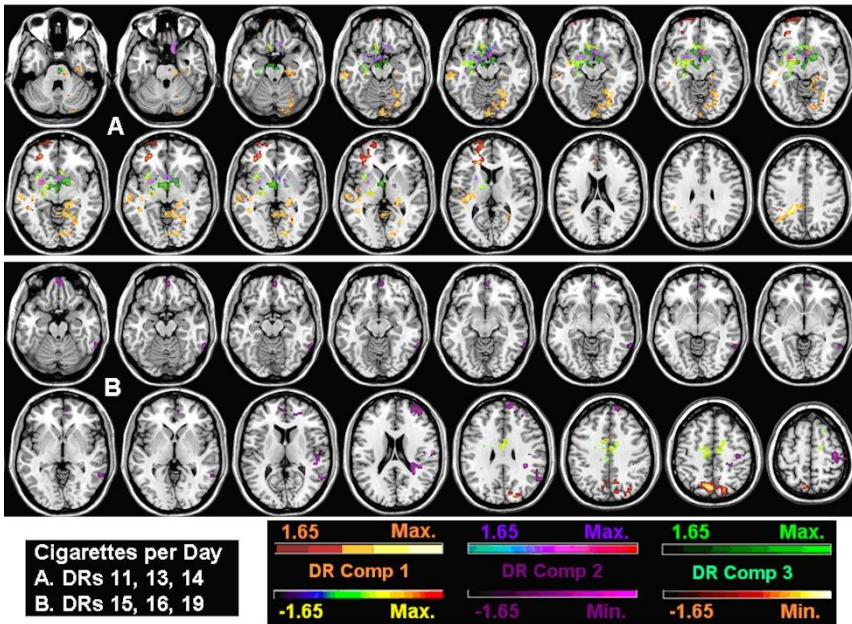 A
B
Cigarettes per Day
A. DRs 11, 13, 14
B. DRs 15, 16, 19
1.65 Max. 1.65 Max. 1.65 Max.
DR Comp 1 DR Comp 2 DR Comp 3
-1.65 Max. -1.65 Min. -1.65 Min.